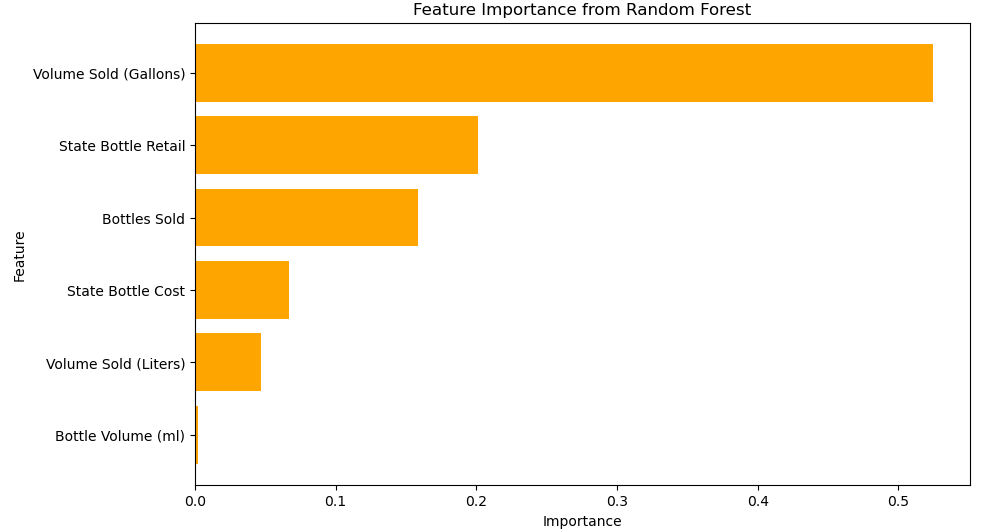 Feature Importance from Random Forest
Feature
Volume Sold (Gallons)
State Bottle Retail
Bottles Sold
State Bottle Cost
Volume Sold (Liters)
Bottle Volume (ml)
0.0 0.1 0.2 0.3 0.4 0.5
Importance